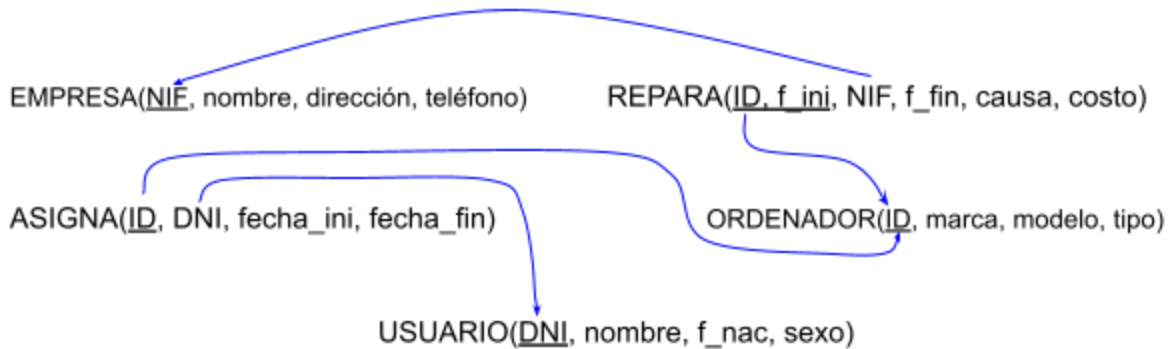 EMPRESA(NIF, nombre, dirección, teléfono)
REPARA(ID, f_ini, NIF, f_fin, causa, costo)
ASIGNA(ID, DNI, fecha_ini, fecha_fin)
ORDENADOR(ID, marca, modelo, tipo)
USUARIO(DNI, nombre, f_nac, sexo)